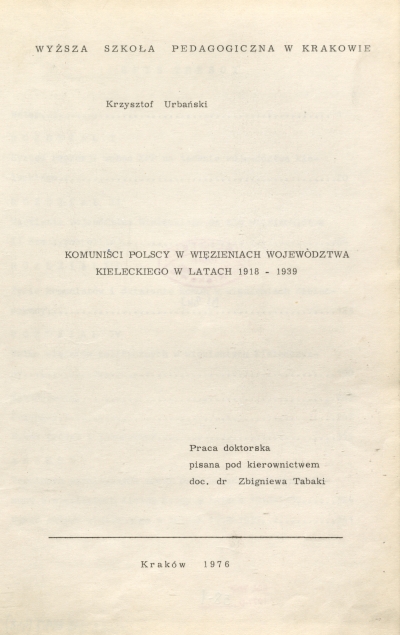 WYŻSZA SZKOŁA PEDAGOGICZNA W KRAKOWIE
Krzysztof Urbański
KOMUNIŚCI POLSCY W WIĘZIENIACH WOJEWÓDZTWA
KIELECKIEGO W LATACH 1918 - 1939
Praca doktorska
pisana pod kierownictwem
doc. dr Zbigniewa Tabaki
Kraków 1976